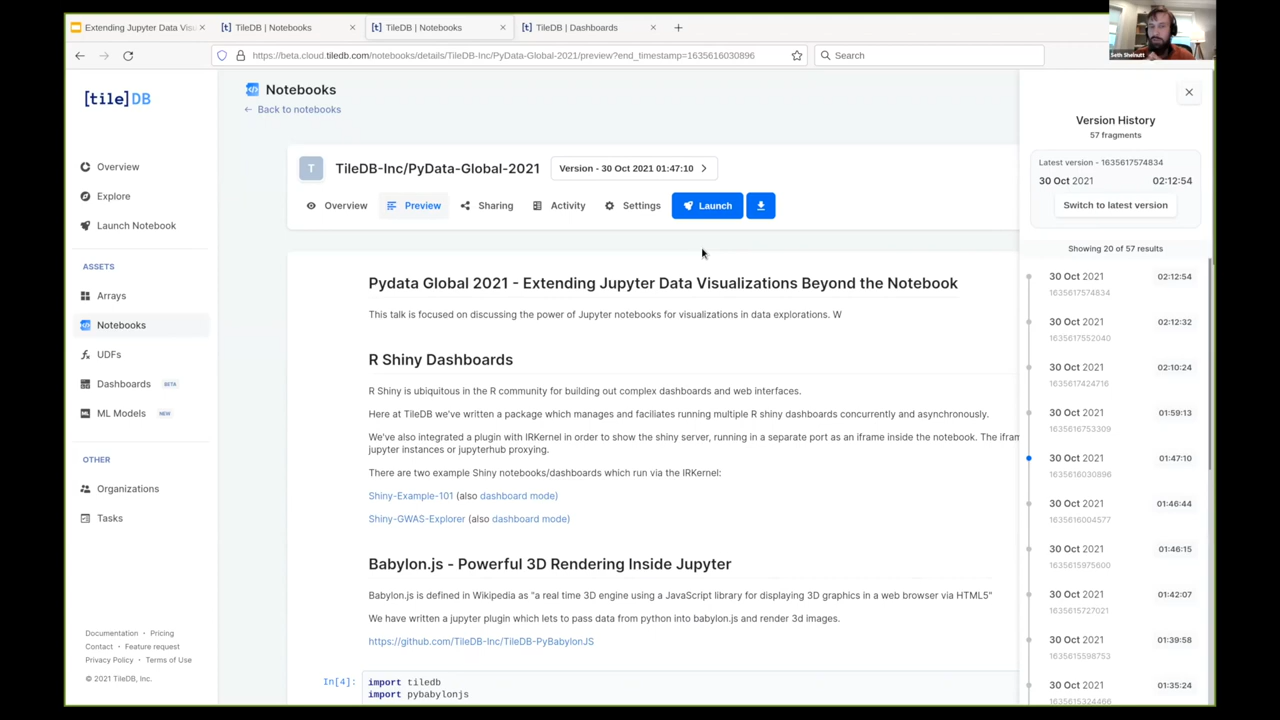 Extending Jupyter Data Vis
TileDB | Notebooks
TileDB | Notebooks
TileDB | Dashboards
https://beta.cloud.tiledb.com/notebooks/details/TileDB-Inc/PyData-Global-2021/preview?end_timestamp=1635616030896
Search
Seth Shelnutt
[tile]DB
Overview
Explore
Launch Notebook
ASSETS
Arrays
Notebooks
UDFs
Dashboards BETA
ML Models NEW
OTHER
Organizations
Tasks
Documentation • Pricing
Contact • Feature request
Privacy Policy • Terms of Use
© 2021 TileDB, Inc.
Notebooks
← Back to notebooks
T
TileDB-Inc/PyData-Global-2021
Version - 30 Oct 2021 01:47:10
Overview
Preview
Sharing
Activity
Settings
Launch
Pydata Global 2021 - Extending Jupyter Data Visualizations Beyond the Notebook
This talk is focused on discussing the power of Jupyter notebooks for visualizations in data explorations. W
R Shiny Dashboards
R Shiny is ubiquitous in the R community for building out complex dashboards and web interfaces.
Here at TileDB we've written a package which manages and faciliates running multiple R shiny dashboards concurrently and asynchronously.
We've also integrated a plugin with IRKernel in order to show the shiny server, running in a separate port as an iframe inside the notebook. The ifram
jupyter instances or jupyterhub proxying.
There are two example Shiny notebooks/dashboards which run via the IRKernel:
Shiny-Example-101 (also dashboard mode)
Shiny-GWAS-Explorer (also dashboard mode)
Babylon.js - Powerful 3D Rendering Inside Jupyter
Babylon.js is defined in Wikipedia as "a real time 3D engine using a JavaScript library for displaying 3D graphics in a web browser via HTML5"
We have written a jupyter plugin which lets to pass data from python into babylon.js and render 3d images.
https://github.com/TileDB-Inc/TileDB-PyBabylonJS
In[4]: import tiledb
import pybabylonjs
Version History
57 fragments
Latest version - 1635617574834
30 Oct 2021 02:12:54
Switch to latest version
Showing 20 of 57 results
30 Oct 2021 02:12:54
1635617574834
30 Oct 2021 02:12:32
1635617552040
30 Oct 2021 02:10:24
1635617424716
30 Oct 2021 01:59:13
1635616753309
30 Oct 2021 01:47:10
1635616030896
30 Oct 2021 01:46:44
1635616004577
30 Oct 2021 01:46:15
1635615975600
30 Oct 2021 01:42:07
1635615727021
30 Oct 2021 01:39:58
1635615598753
30 Oct 2021 01:35:24
1635615324466